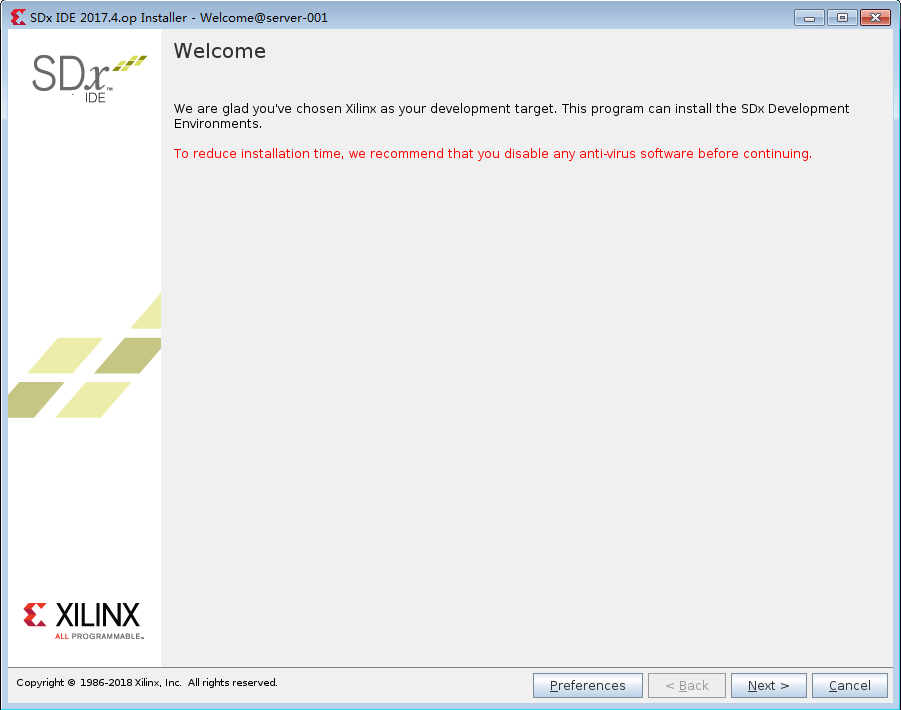 SDx IDE 2017.4.op Installer - Welcome@server-001
SDx™
IDE
Welcome
We are glad you've chosen Xilinx as your development target. This program can install the SDx Development
Environments.
To reduce installation time, we recommend that you disable any anti-virus software before continuing.
XILINX
ALL PROGRAMMABLE™
Copyright © 1986-2018 Xilinx, Inc. All rights reserved.
Preferences
< Back
Next >
Cancel